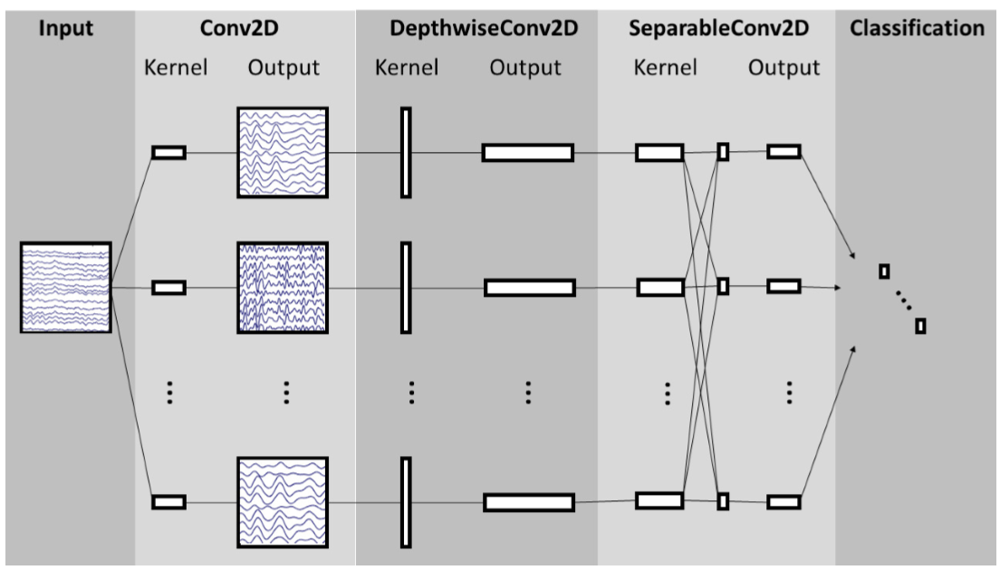 Input Conv2D DepthwiseConv2D SeparableConv2D Classification
Kernel Output Kernel Output Kernel Output